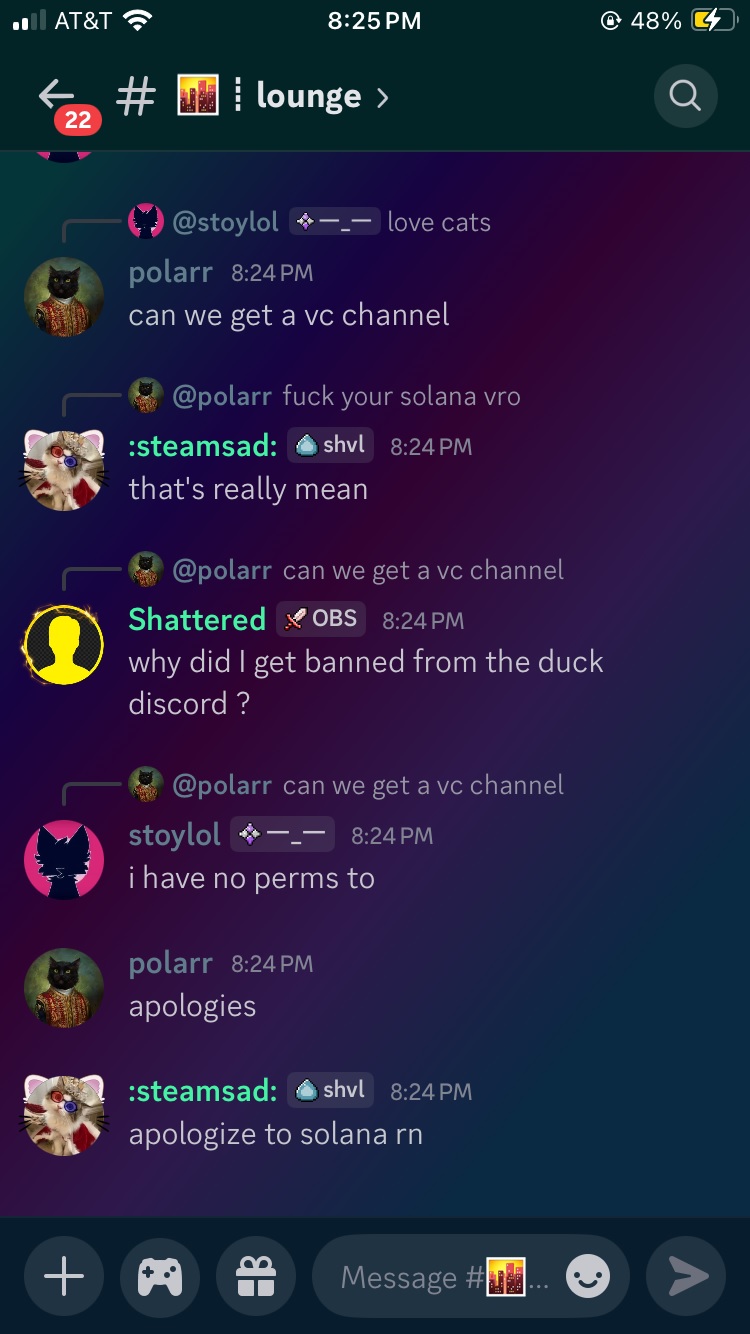 AT&T 8:25 PM 48%
22 # lounge
@stoylol —_— love cats
polarr 8:24 PM
can we get a vc channel
@polarr fuck your solana vro
:steamsad: shvl 8:24 PM
that's really mean
@polarr can we get a vc channel
Shattered OBS 8:24 PM
why did I get banned from the duck
discord ?
@polarr can we get a vc channel
stoylol —_— 8:24 PM
i have no perms to
polarr 8:24 PM
apologies
:steamsad: shvl 8:24 PM
apologize to solana rn
Message #...